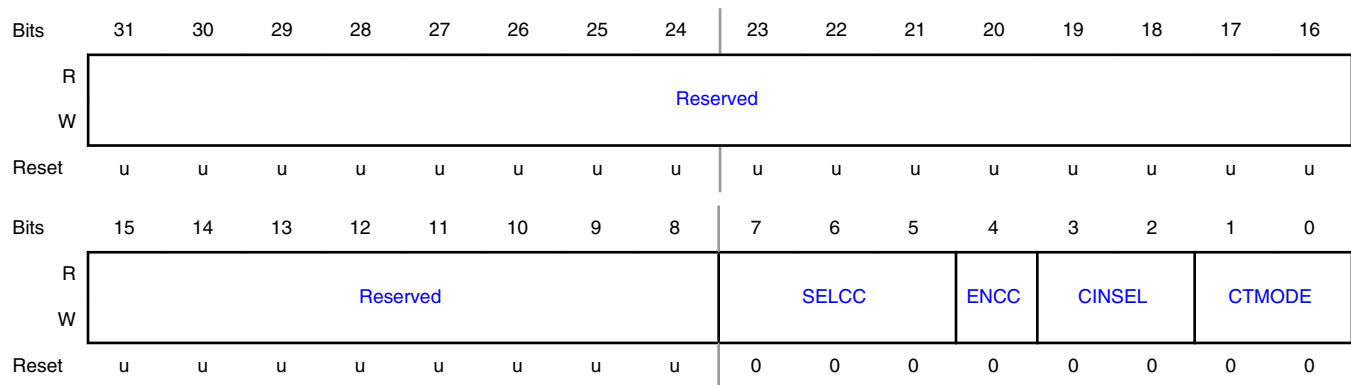 Bits 31 30 29 28 27 26 25 24 23 22 21 20 19 18 17 16
R
Reserved
W
Reset u u u u u u u u u u u u u u u u
Bits 15 14 13 12 11 10 9 8 7 6 5 4 3 2 1 0
R
Reserved SELCC ENCC CINSEL CTMODE
W
Reset u u u u u u u u 0 0 0 0 0 0 0 0